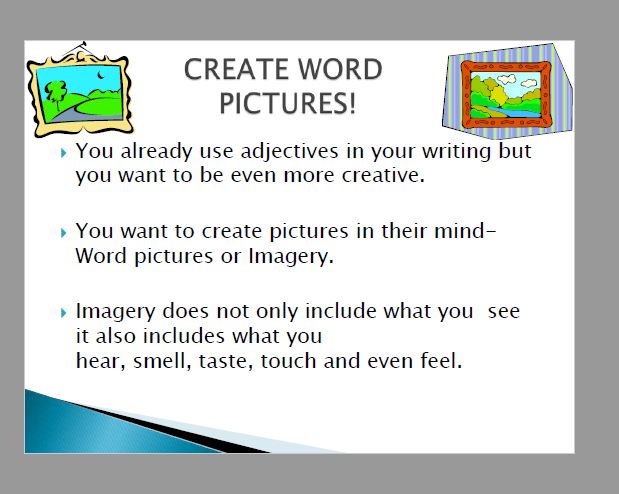 CREATE WORD
PICTURES!
You already use adjectives in your writing but
you want to be even more creative.
You want to create pictures in their mind-
Word pictures or Imagery.
Imagery does not only include what you  see
it also includes what you
hear, smell, taste, touch and even feel.